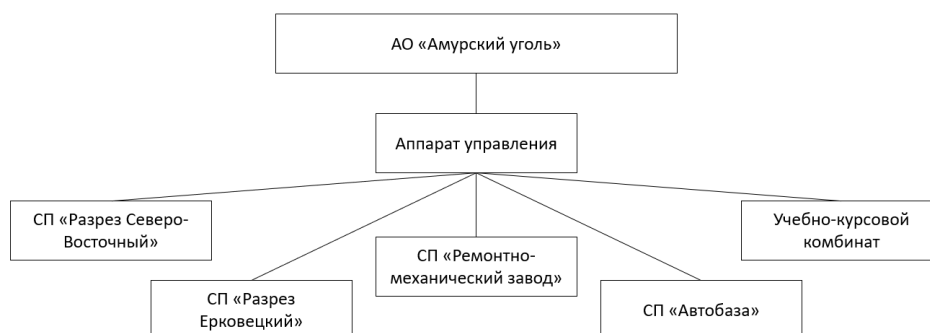 АО «Амурский уголь»
Аппарат управления
СП «Разрез Северо-
Восточный»
Учебно-курсовой
комбинат
СП «Ремонтно-
механический завод»
СП «Разрез
Ерковецкий»
СП «Автобаза»